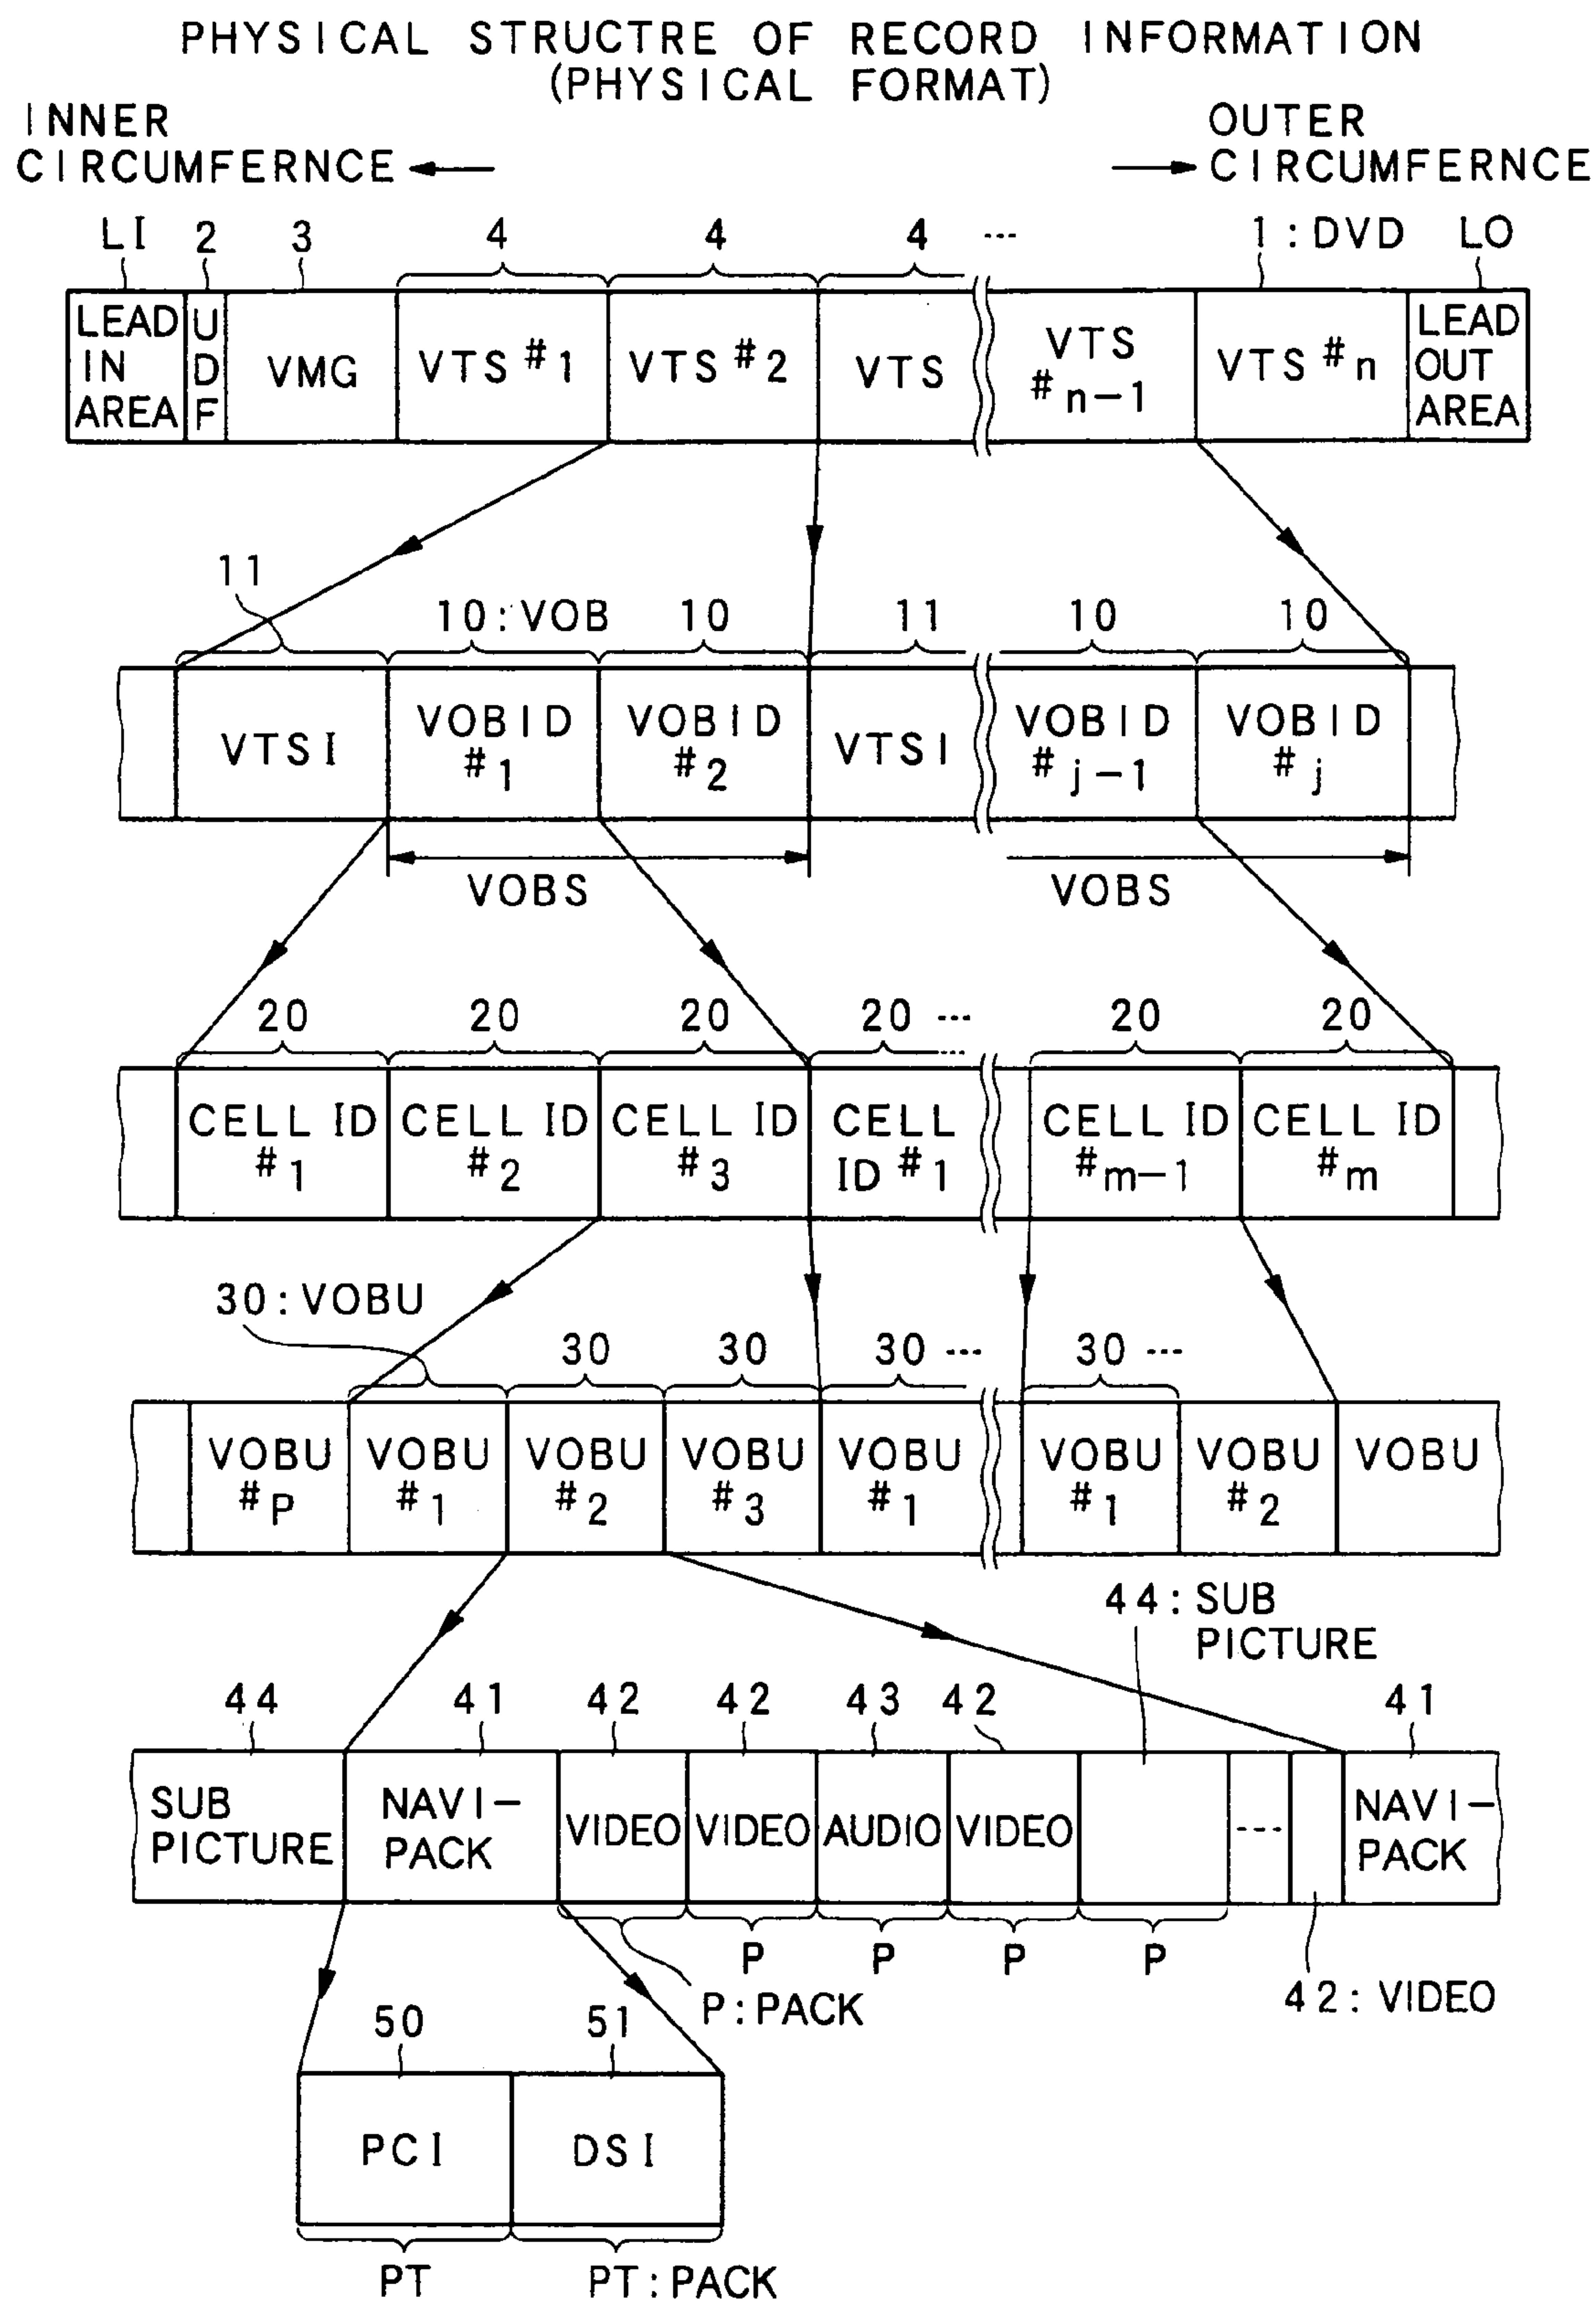 PHYSICAL STRUCTRE OF RECORD INFORMATION
(PHYSICAL FORMAT)
INNER
CIRCUMFERNCE
OUTER
CIRCUMFERNCE
LI 2 3 4 4 4 --- 1:DVD LO
LEAD
IN
AREA
U
D
F
VMG
VTS #1
VTS #2
VTS
VTS
#n-1
VTS #n
LEAD
OUT
AREA
11 10:VOB 10 11 10 10
VTSI
VOBID
#1
VOBID
#2
VTSI
VOBID
#j-1
VOBID
#j
VOBS VOBS
20 20 20 20 --- 20 20
CELL ID
#1
CELL ID
#2
CELL ID
#3
CELL
ID #1
CELL ID
#m-1
CELL ID
#m
30:VOBU 30 30 30 --- 30 ---
VOBU
#P
VOBU
#1
VOBU
#2
VOBU
#3
VOBU
#1
VOBU
#1
VOBU
#2
VOBU
44:SUB
PICTURE
44 41 42 42 43 42 41
SUB
PICTURE
NAVI-
PACK
VIDEO
VIDEO
AUDIO
VIDEO
---
NAVI-
PACK
P P P P
P:PACK
42:VIDEO
50 51
PCI DSI
PT PT:PACK